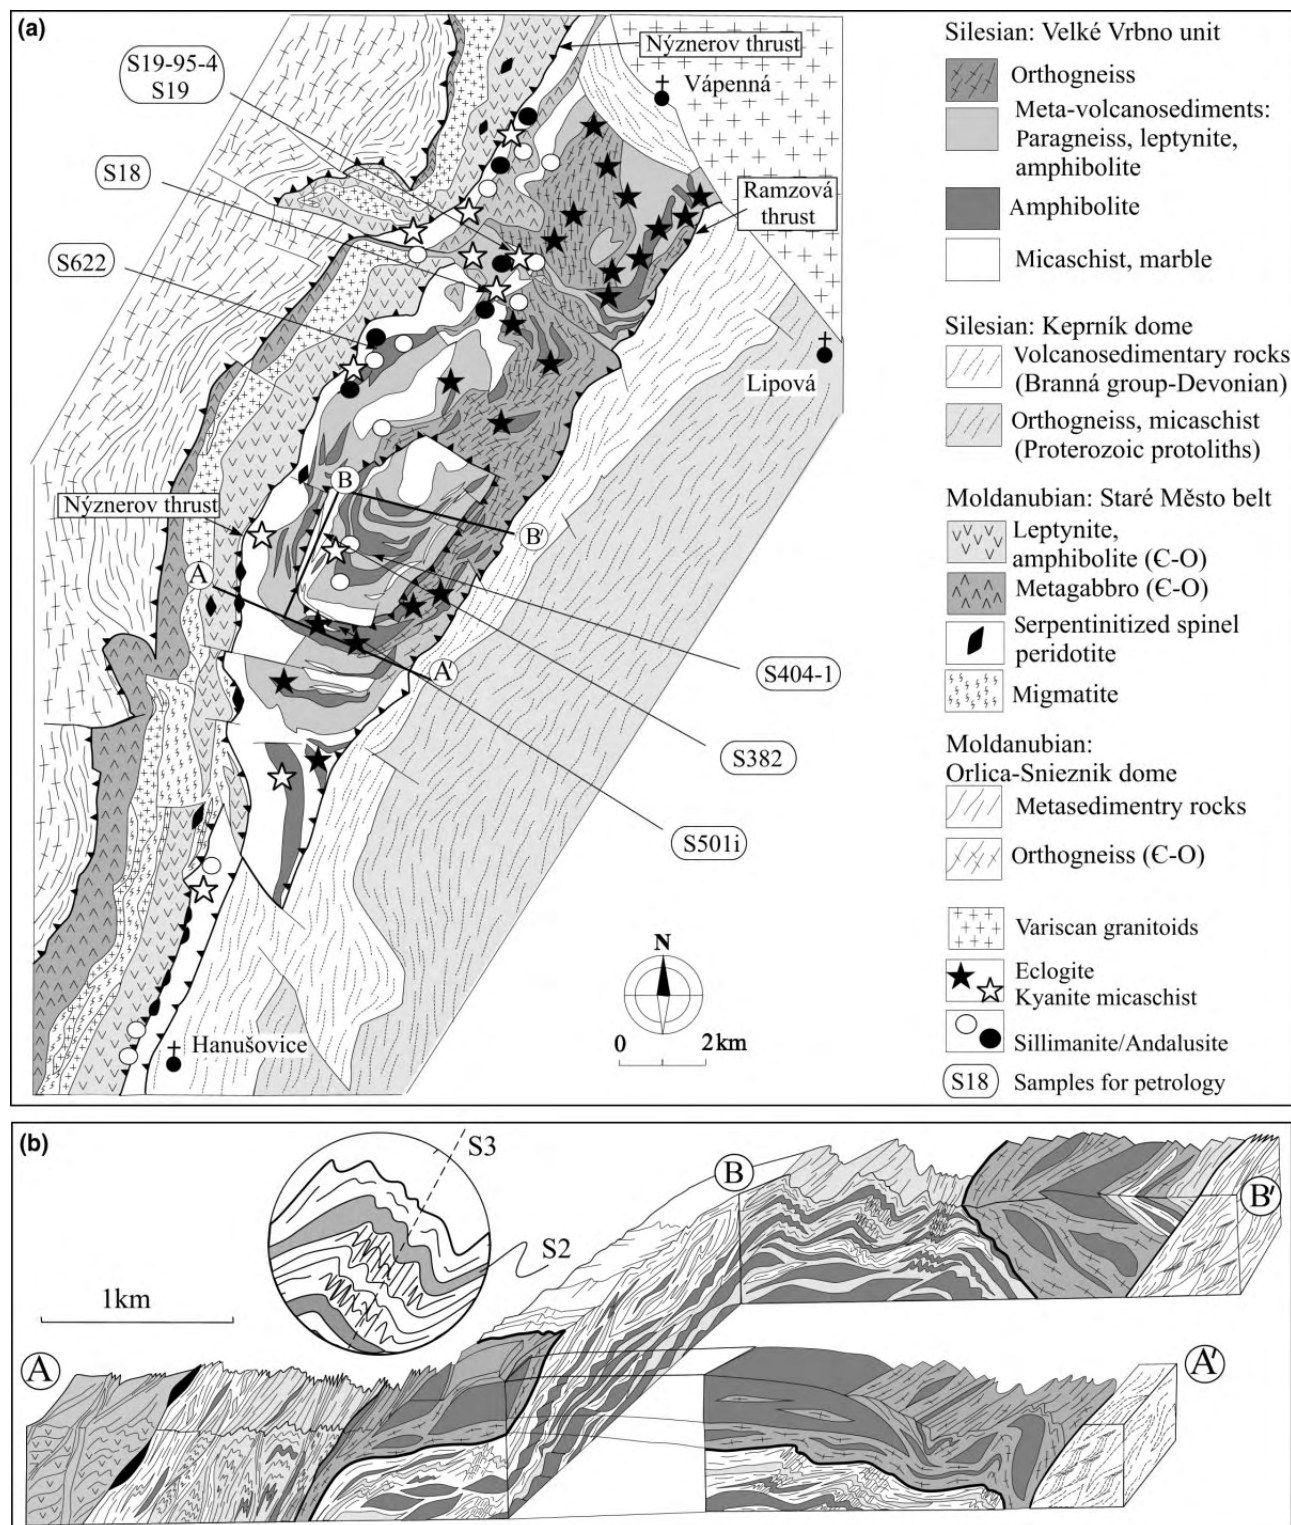 (a)
Nýznerov thrust
S19-95-4
S19
Vápenná
S18
Ramzová
thrust
S622
Lipová
Nýznerov thrust
B
B'
A
A'
S404-1
S382
S501i
N
0 2km
Hanušovice
Silesian: Velké Vrbno unit
Orthogneiss
Meta-volcanosediments:
Paragneiss, leptynite,
amphibolite
Amphibolite
Micaschist, marble
Silesian: Keprník dome
Volcanosedimentary rocks
(Branná group-Devonian)
Orthogneiss, micaschist
(Proterozoic protoliths)
Moldanubian: Staré Město belt
Leptynite,
amphibolite (Є-O)
Metagabbro (Є-O)
Serpentinitized spinel
peridotite
Migmatite
Moldanubian:
Orlica-Snieznik dome
Metasedimentry rocks
Orthogneiss (Є-O)
Variscan granitoids
Eclogite
Kyanite micaschist
Sillimanite/Andalusite
S18 Samples for petrology
(b)
S3
S2
1km
B
B'
A
A'